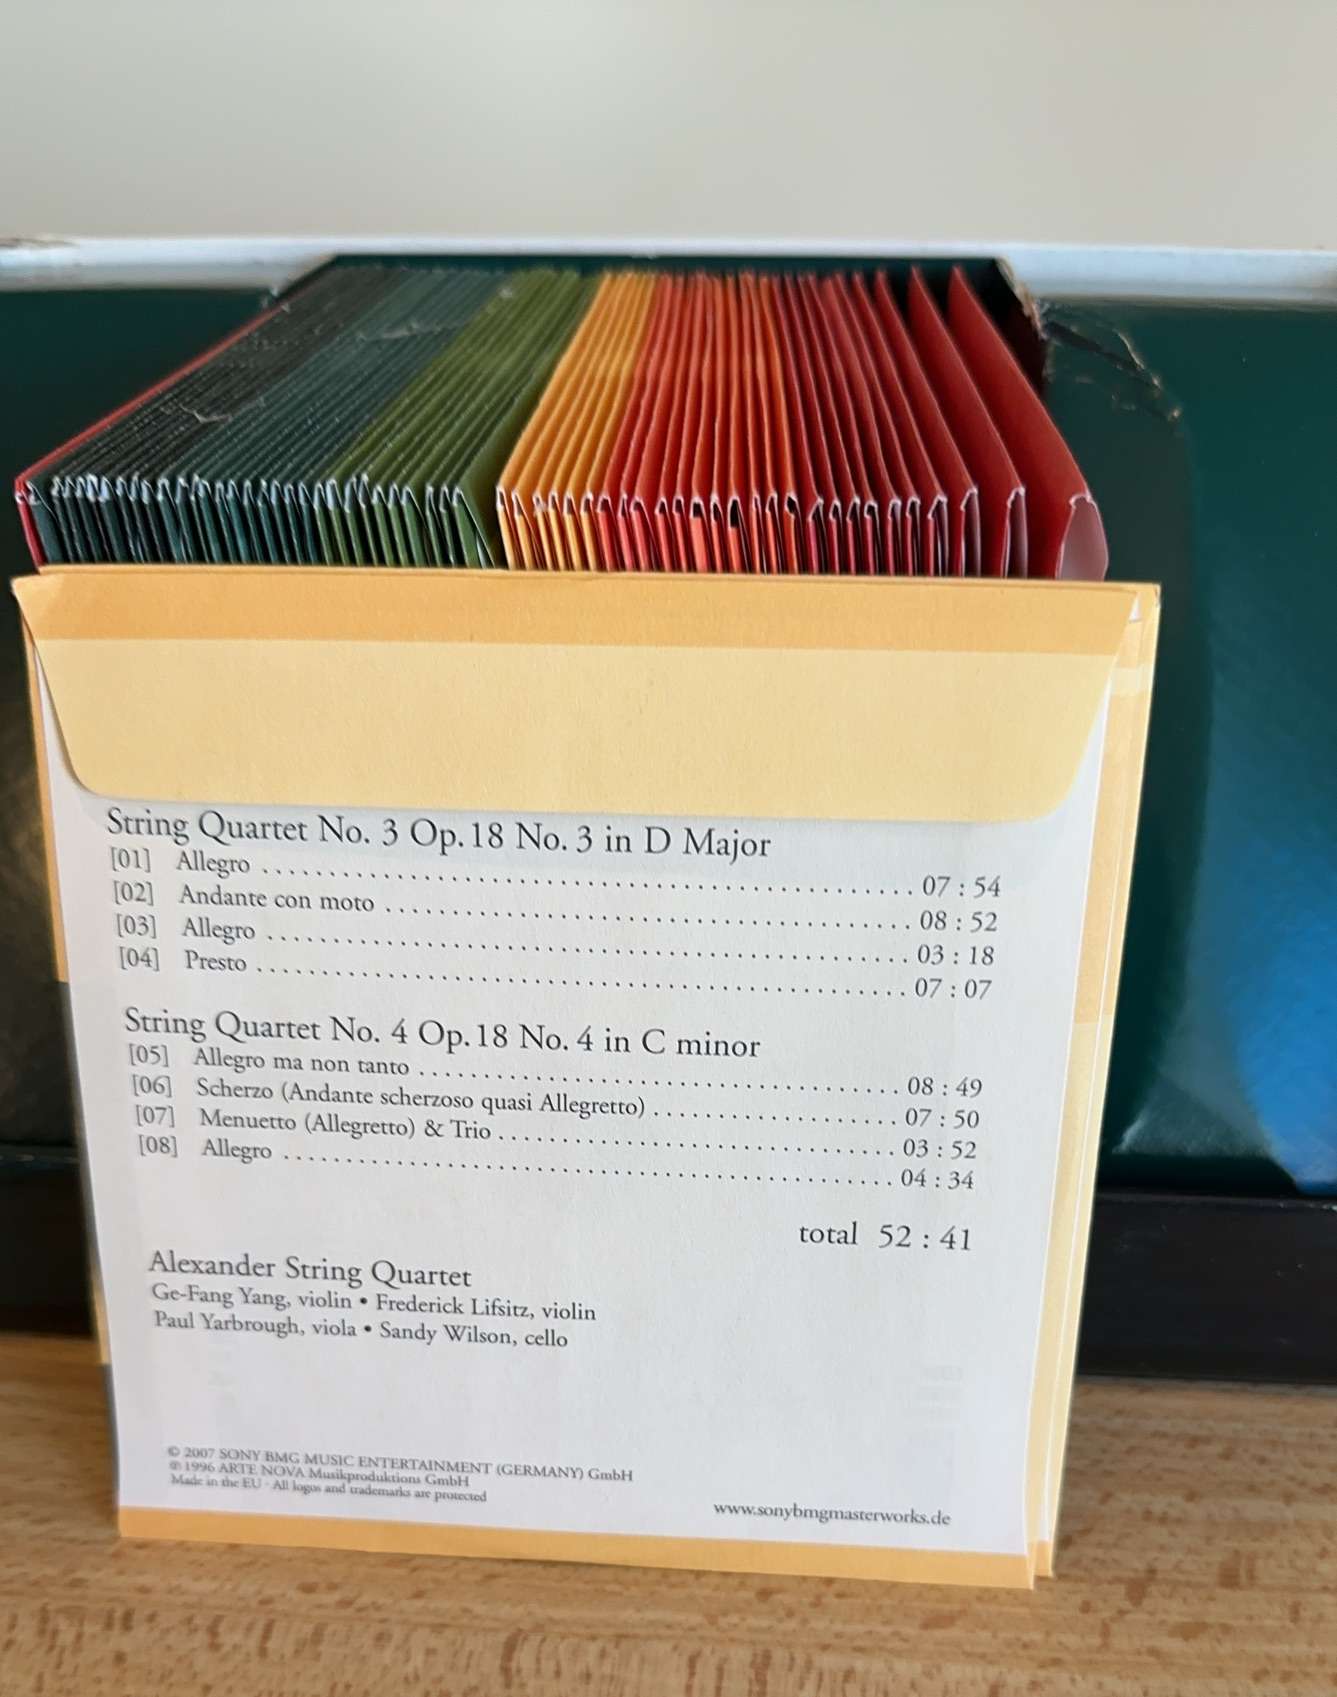 String Quartet No. 3 Op. 18 No. 3 in D Major
[01] Allegro ........ 07 : 54
[02] Andante con moto ........ 08 : 52
[03] Allegro ........ 03 : 18
[04] Presto ........ 07 : 07
String Quartet No. 4 Op. 18 No. 4 in C minor
[05] Allegro ma non tanto ........ 08 : 49
[06] Scherzo (Andante scherzoso quasi Allegretto) ........ 07 : 50
[07] Menuetto (Allegretto) & Trio ........ 03 : 52
[08] Allegro ........ 04 : 34
total 52 : 41
Alexander String Quartet
Ge-Fang Yang, violin • Frederick Lifsitz, violin
Paul Yarbrough, viola • Sandy Wilson, cello
© 2007 SONY BMG MUSIC ENTERTAINMENT (GERMANY) GmbH
℗ 1996 ARTE NOVA Musikproduktions GmbH
Made in the EU · All logos and trademarks are protected
www.sonybmgmasterworks.de